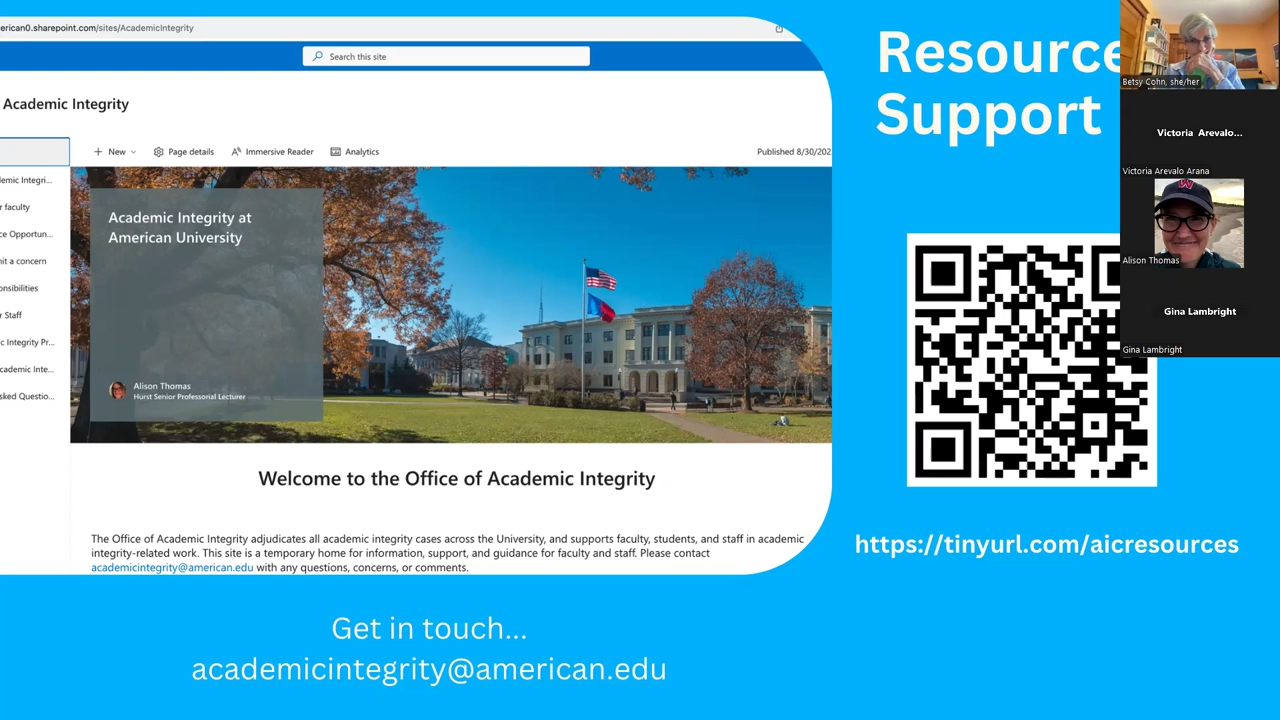 erican0.sharepoint.com/sites/AcademicIntegrity
Search this site
Academic Integrity
New
Page details
Immersive Reader
Analytics
Published 8/30/202
emic Integri...
r faculty
ce Opportun...
nit a concern
onsibilities
r Staff
ic Integrity Pr...
cademic Inte...
sked Questio...
Academic Integrity at
American University
Alison Thomas
Hurst Senior Professorial Lecturer
Welcome to the Office of Academic Integrity
The Office of Academic Integrity adjudicates all academic integrity cases across the University, and supports faculty, students, and staff in academic
integrity-related work. This site is a temporary home for information, support, and guidance for faculty and staff. Please contact
academicintegrity@american.edu with any questions, concerns, or comments.
Get in touch...
academicintegrity@american.edu
Resource
Support
https://tinyurl.com/aicresources
Betsy Cohn, she/her
Victoria Arevalo...
Victoria Arevalo Arana
W
Alison Thomas
Gina Lambright
Gina Lambright